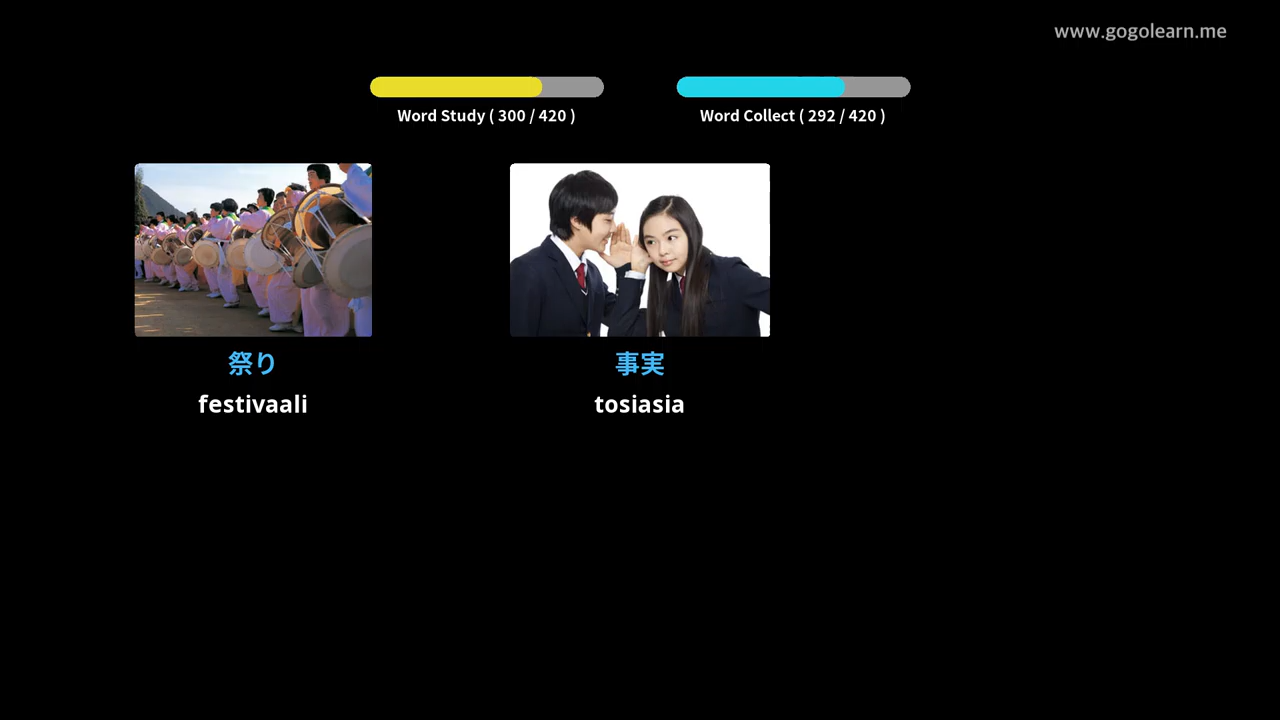 www.gogolearn.me
Word Study ( 300 / 420 )
Word Collect ( 292 / 420 )
祭り
festivaali
事実
tosiasia